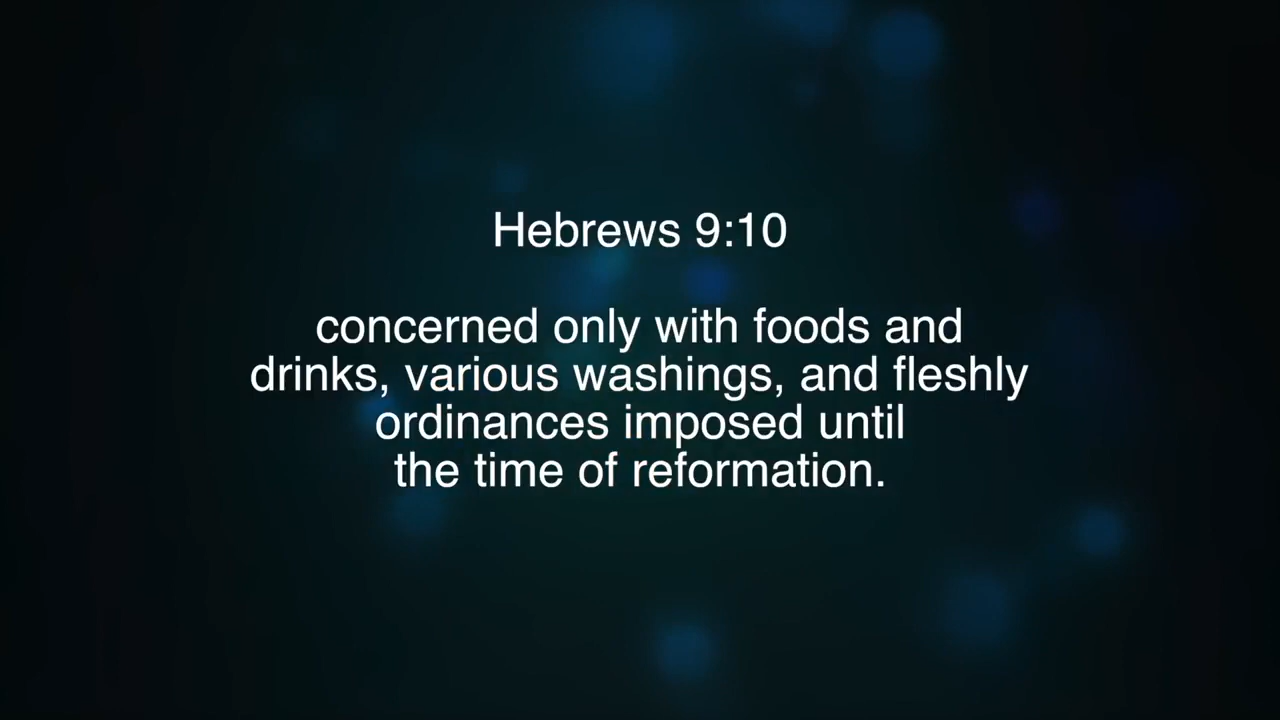 Hebrews 9:10
concerned only with foods and
drinks, various washings, and fleshly
ordinances imposed until
the time of reformation.